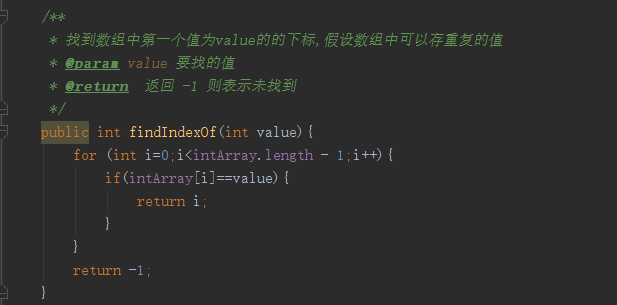 /**
 * 找到数组中第一个值为value的的下标,假设数组中可以存重复的值
 * @param value 要找的值
 * @return  返回 -1 则表示未找到
 */
public int findIndexOf(int value){
    for (int i=0;i<intArray.length - 1;i++){
        if(intArray[i]==value){
            return i;
        }
    }
    return -1;
}